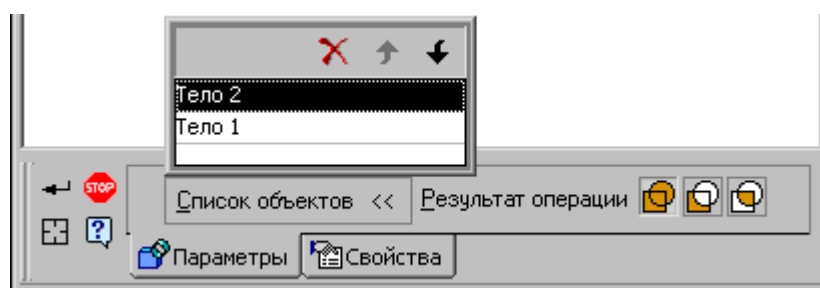 Тело 2
Тело 1
STOP
Список объектов << Результат операции
Параметры Свойства